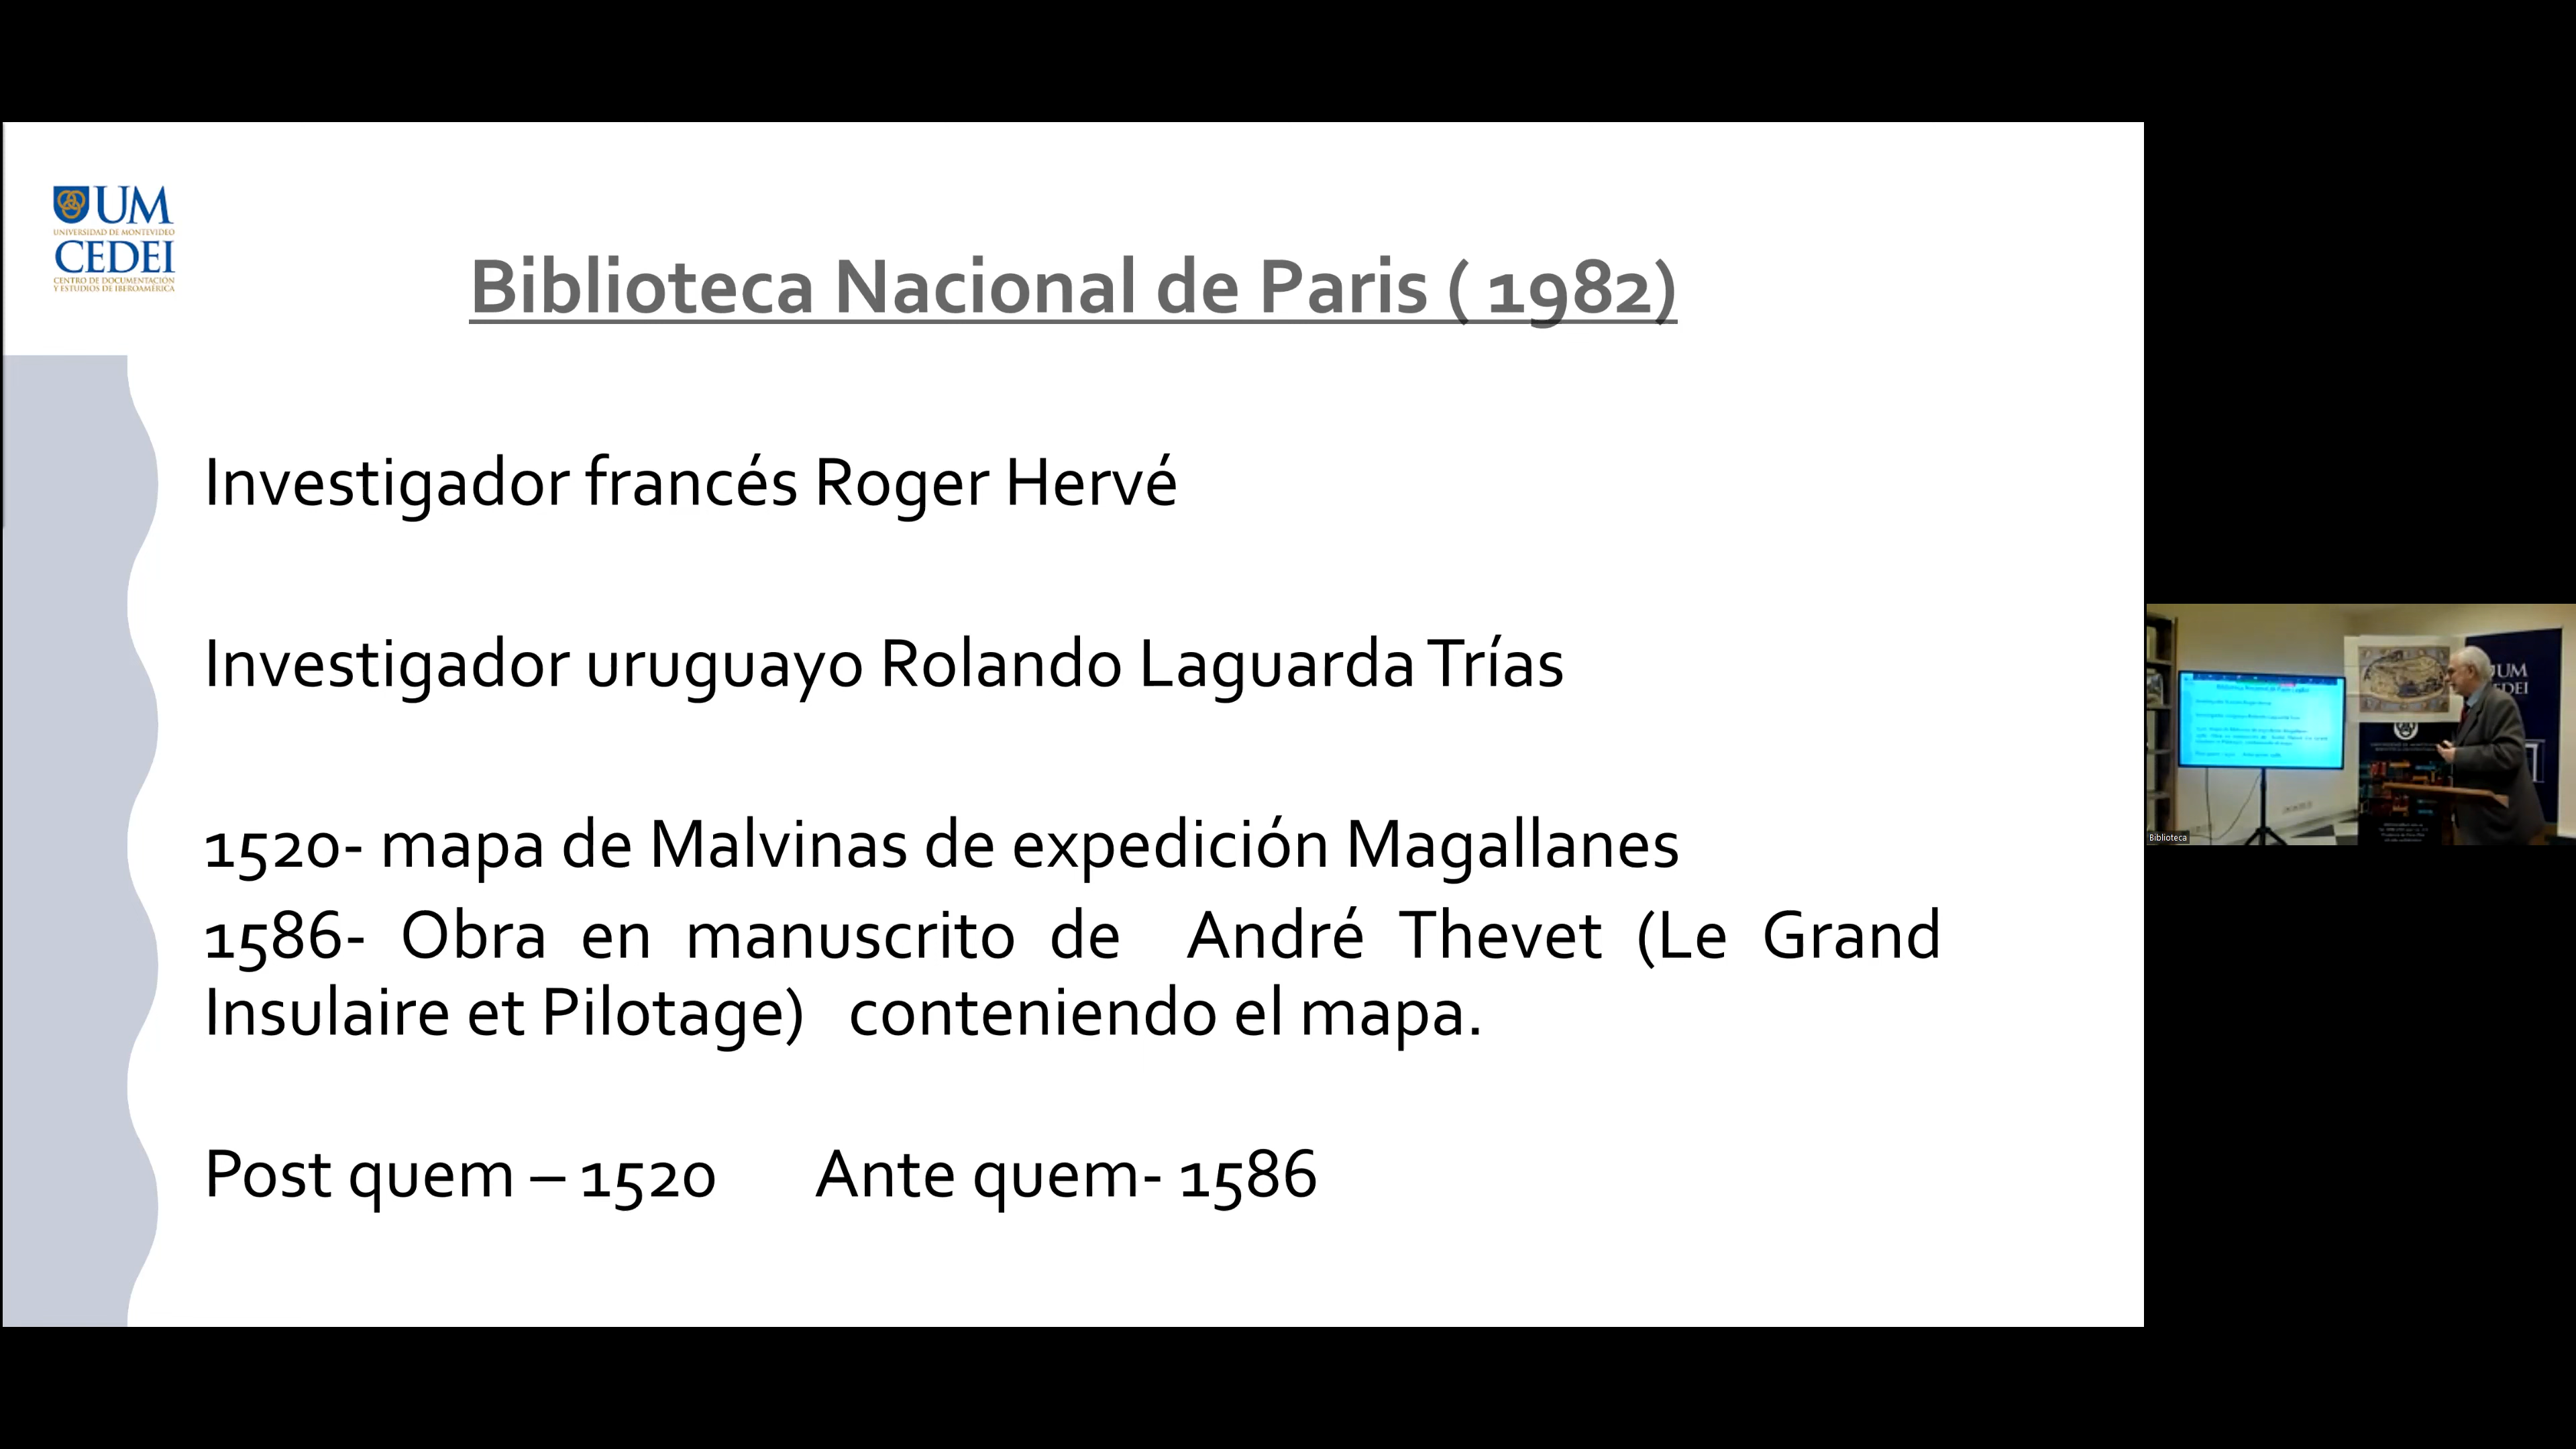 UM
UNIVERSIDAD DE MONTEVIDEO
CEDEI
CENTRO DE DOCUMENTACIÓN
Y ESTUDIOS DE IBEROAMÉRICA
Biblioteca Nacional de Paris ( 1982)
Investigador francés Roger Hervé
Investigador uruguayo Rolando Laguarda Trías
1520- mapa de Malvinas de expedición Magallanes
1586- Obra en manuscrito de André Thevet (Le Grand
Insulaire et Pilotage) conteniendo el mapa.
Post quem – 1520 Ante quem- 1586
UM
Biblioteca